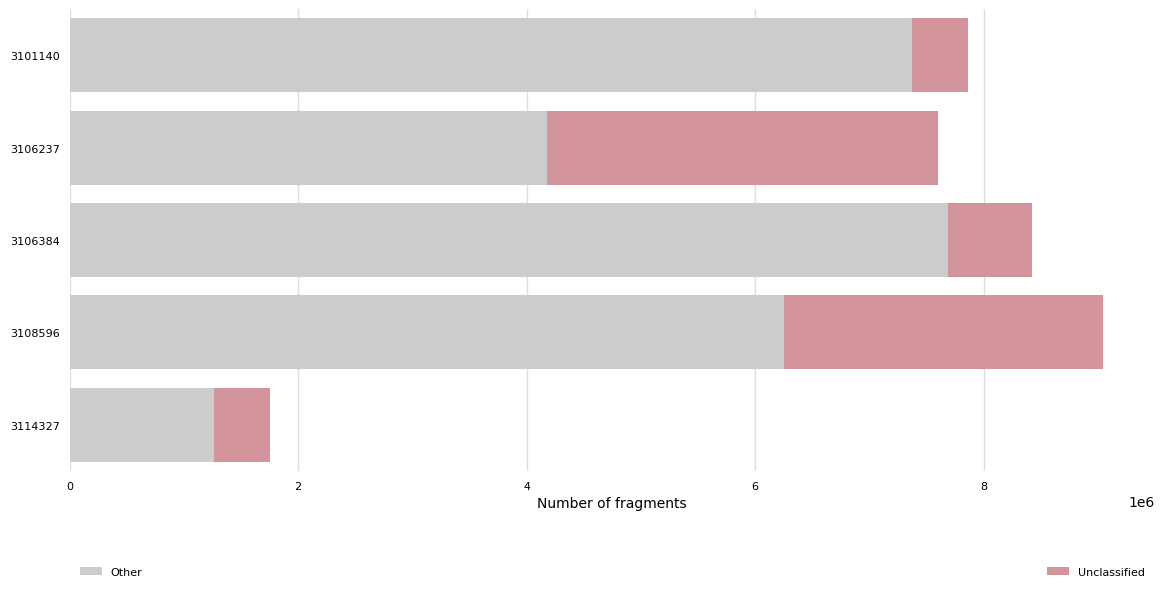 3101140
3106237
3106384
3108596
3114327
0 2 4 6 8
Number of fragments
1e6
Other Unclassified